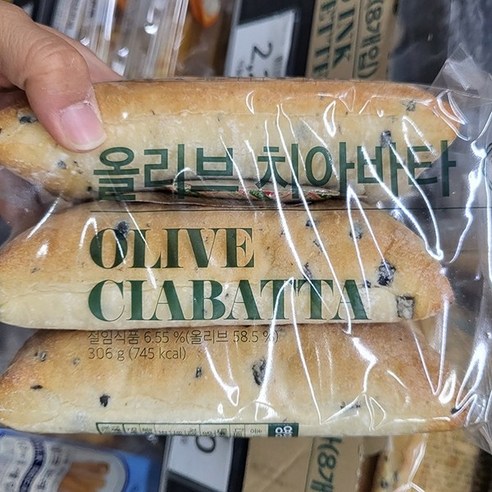 올리브 치아바타
OLIVE
CIABATTA
절임식품 6.55 %(올리브 58.5 %)
306 g (745 kcal)